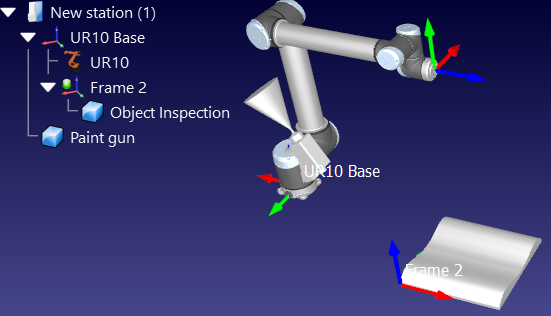 New station (1)
UR10 Base
UR10
Frame 2
Object Inspection
Paint gun
UR10 Base
Frame 2